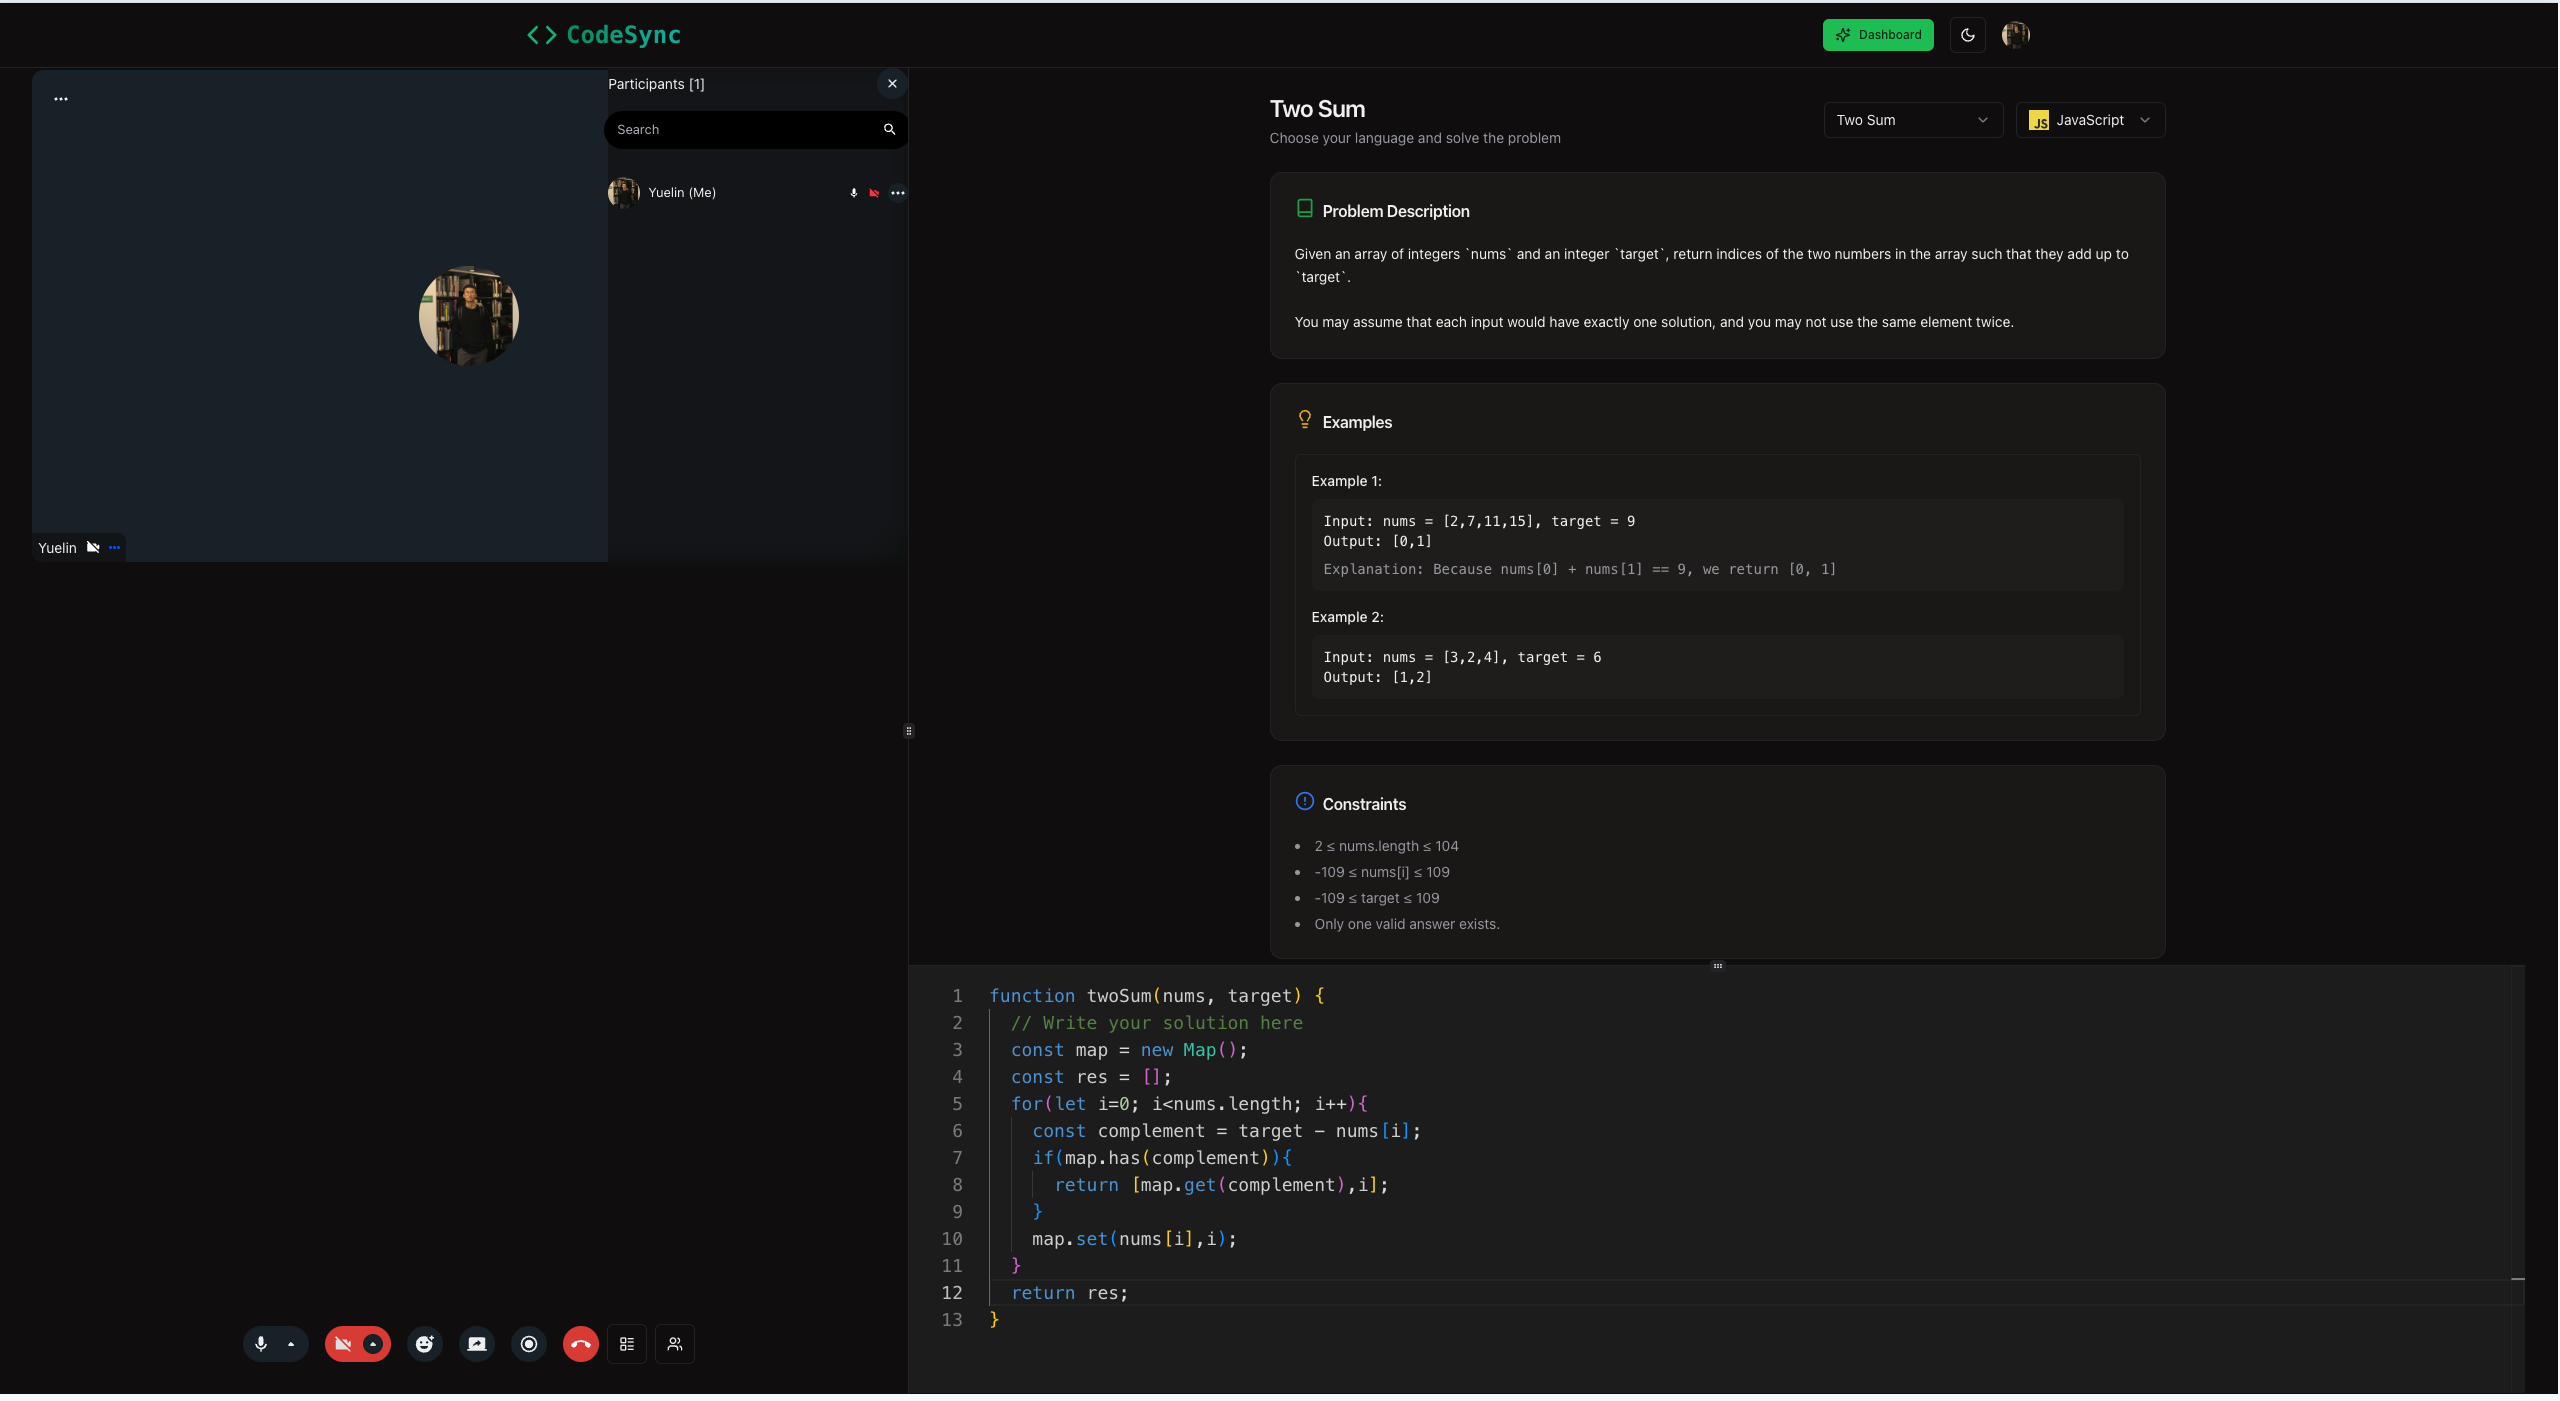 CodeSync
Dashboard
Participants [1]
Search
Yuelin (Me)
Yuelin
Two Sum
Choose your language and solve the problem
Two Sum
JS JavaScript
Problem Description
Given an array of integers `nums` and an integer `target`, return indices of the two numbers in the array such that they add up to
`target`.
You may assume that each input would have exactly one solution, and you may not use the same element twice.
Examples
Example 1:
Input: nums = [2,7,11,15], target = 9
Output: [0,1]
Explanation: Because nums[0] + nums[1] == 9, we return [0, 1]
Example 2:
Input: nums = [3,2,4], target = 6
Output: [1,2]
Constraints
2 ≤ nums.length ≤ 104
-109 ≤ nums[i] ≤ 109
-109 ≤ target ≤ 109
Only one valid answer exists.
1 function twoSum(nums, target) {
2 // Write your solution here
3 const map = new Map();
4 const res = [];
5 for(let i=0; i<nums.length; i++){
6 const complement = target - nums[i];
7 if(map.has(complement)){
8 return [map.get(complement),i];
9 }
10 map.set(nums[i],i);
11 }
12 return res;
13 }